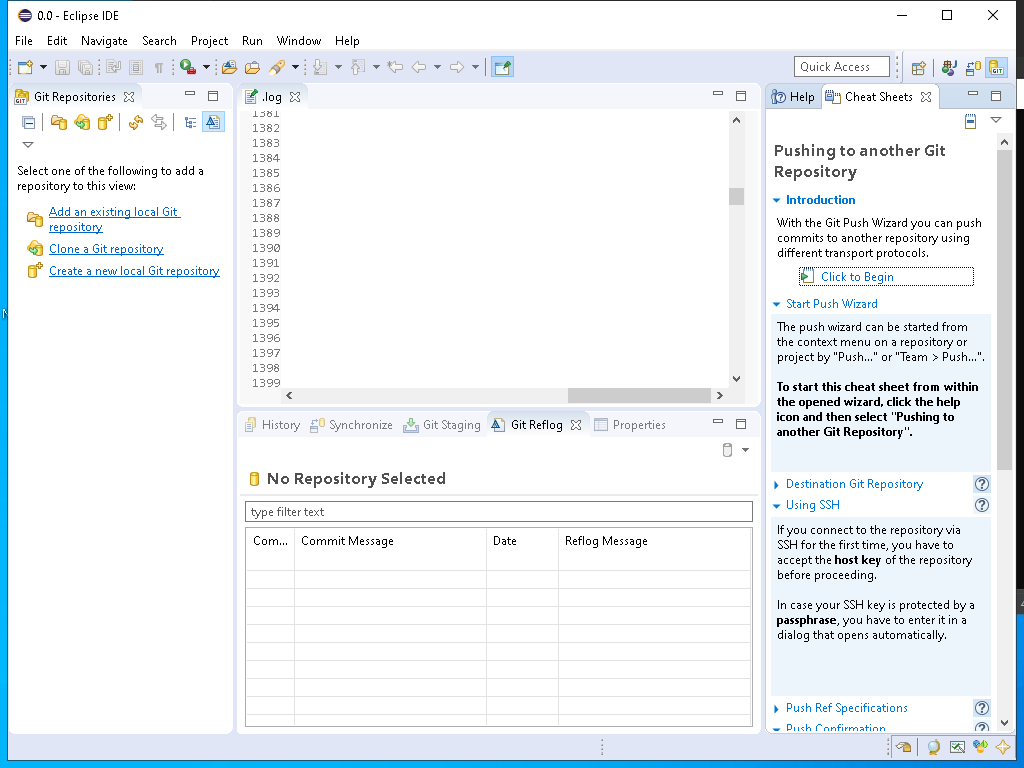 0.0 - Eclipse IDE
File Edit Navigate Search Project Run Window Help
Quick Access
Git Repositories
Select one of the following to add a
repository to this view:
Add an existing local Git
repository
Clone a Git repository
Create a new local Git repository
.log
1381
1382
1383
1384
1385
1386
1387
1388
1389
1390
1391
1392
1393
1394
1395
1396
1397
1398
1399
History Synchronize Git Staging Git Reflog Properties
No Repository Selected
type filter text
Com... Commit Message Date Reflog Message
Help Cheat Sheets
Pushing to another Git
Repository
Introduction
With the Git Push Wizard you can push
commits to another repository using
different transport protocols.
Click to Begin
Start Push Wizard
The push wizard can be started from
the context menu on a repository or
project by "Push..." or "Team > Push...".
To start this cheat sheet from within
the opened wizard, click the help
icon and then select "Pushing to
another Git Repository".
Destination Git Repository
Using SSH
If you connect to the repository via
SSH for the first time, you have to
accept the host key of the repository
before proceeding.
In case your SSH key is protected by a
passphrase, you have to enter it in a
dialog that opens automatically.
Push Ref Specifications
Push Confirmation